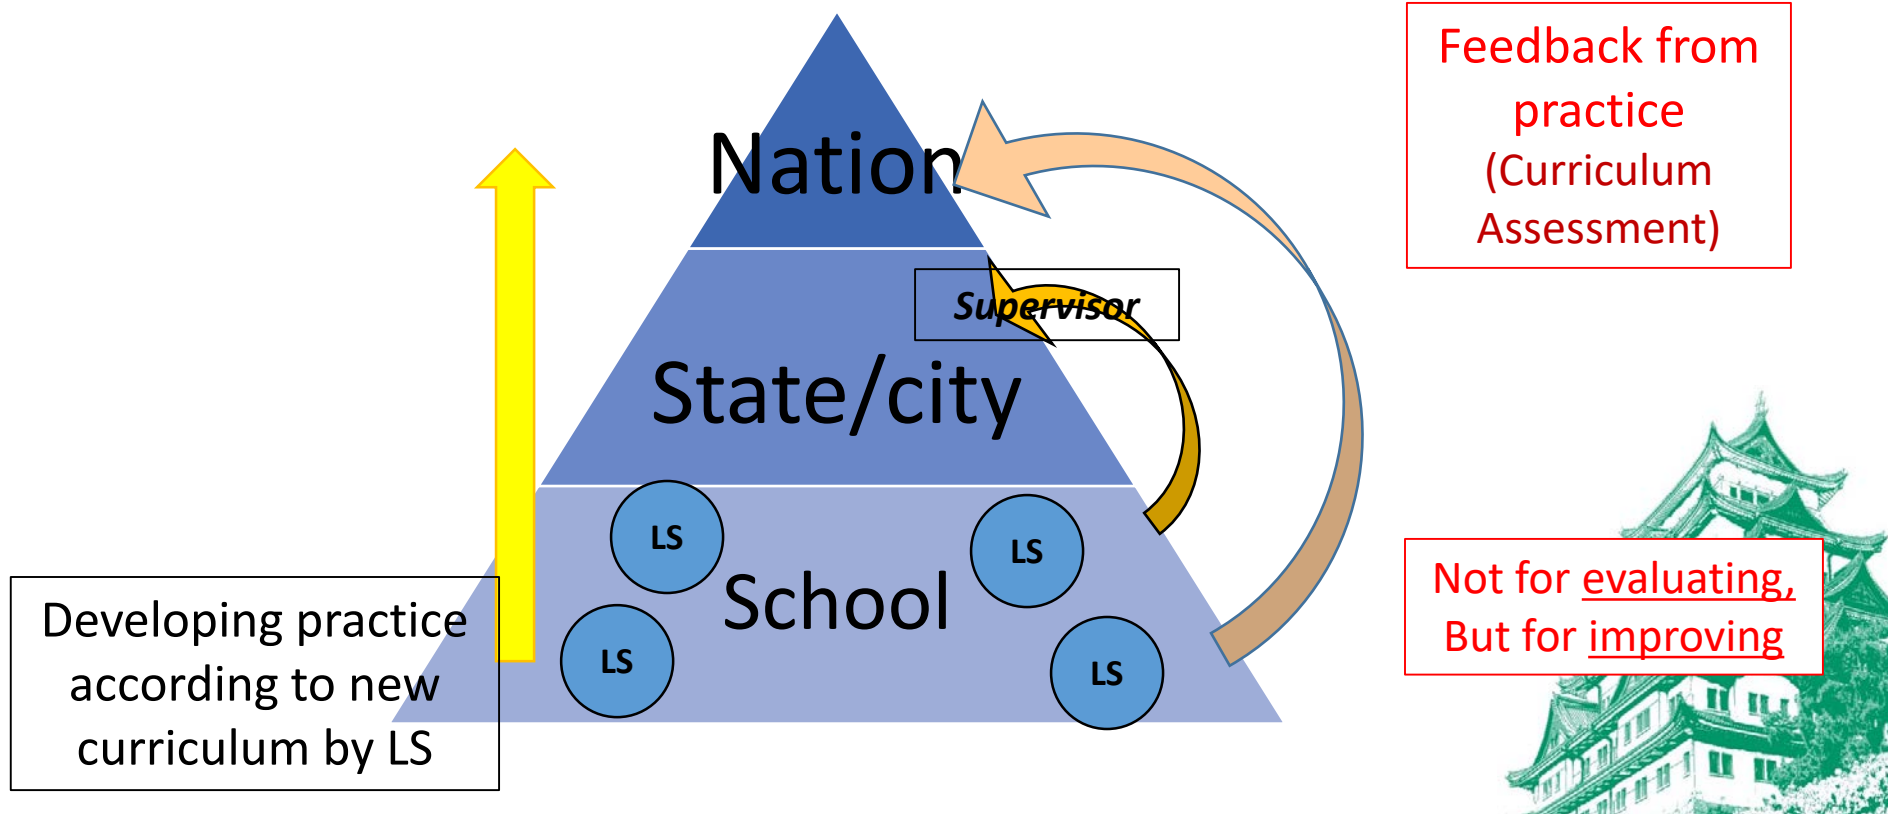 Nation
Feedback from
practice
(Curriculum
Assessment)
Supervisor
State/city
LS
LS
School
LS
LS
Developing practice
according to new
curriculum by LS
Not for evaluating,
But for improving